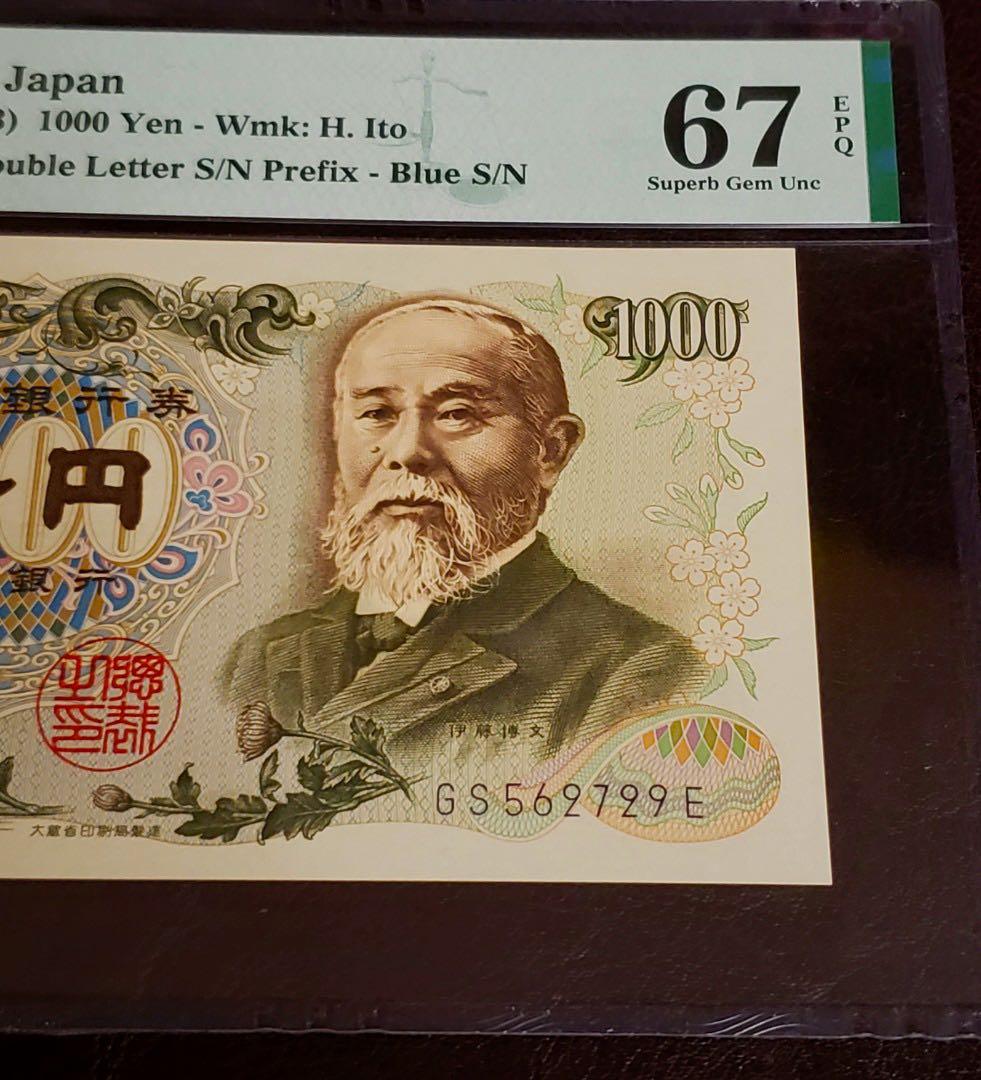 Japan
) 1000 Yen - Wmk: H. Ito
ouble Letter S/N Prefix - Blue S/N
67
EPQ
Superb Gem Unc
1000
銀行券
円
銀行
伊藤博文
GS569799E
大蔵省印刷局製造